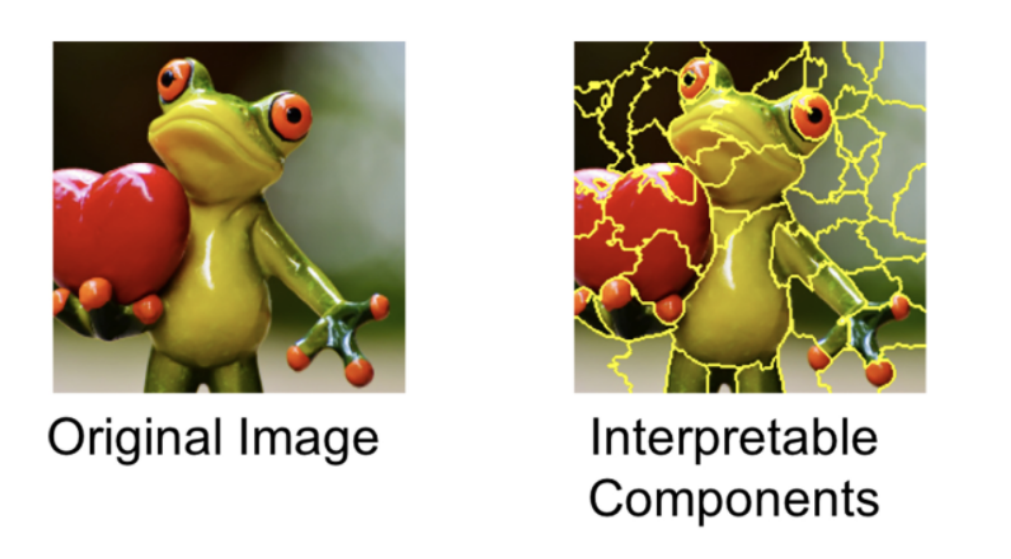 Original Image
Interpretable
Components